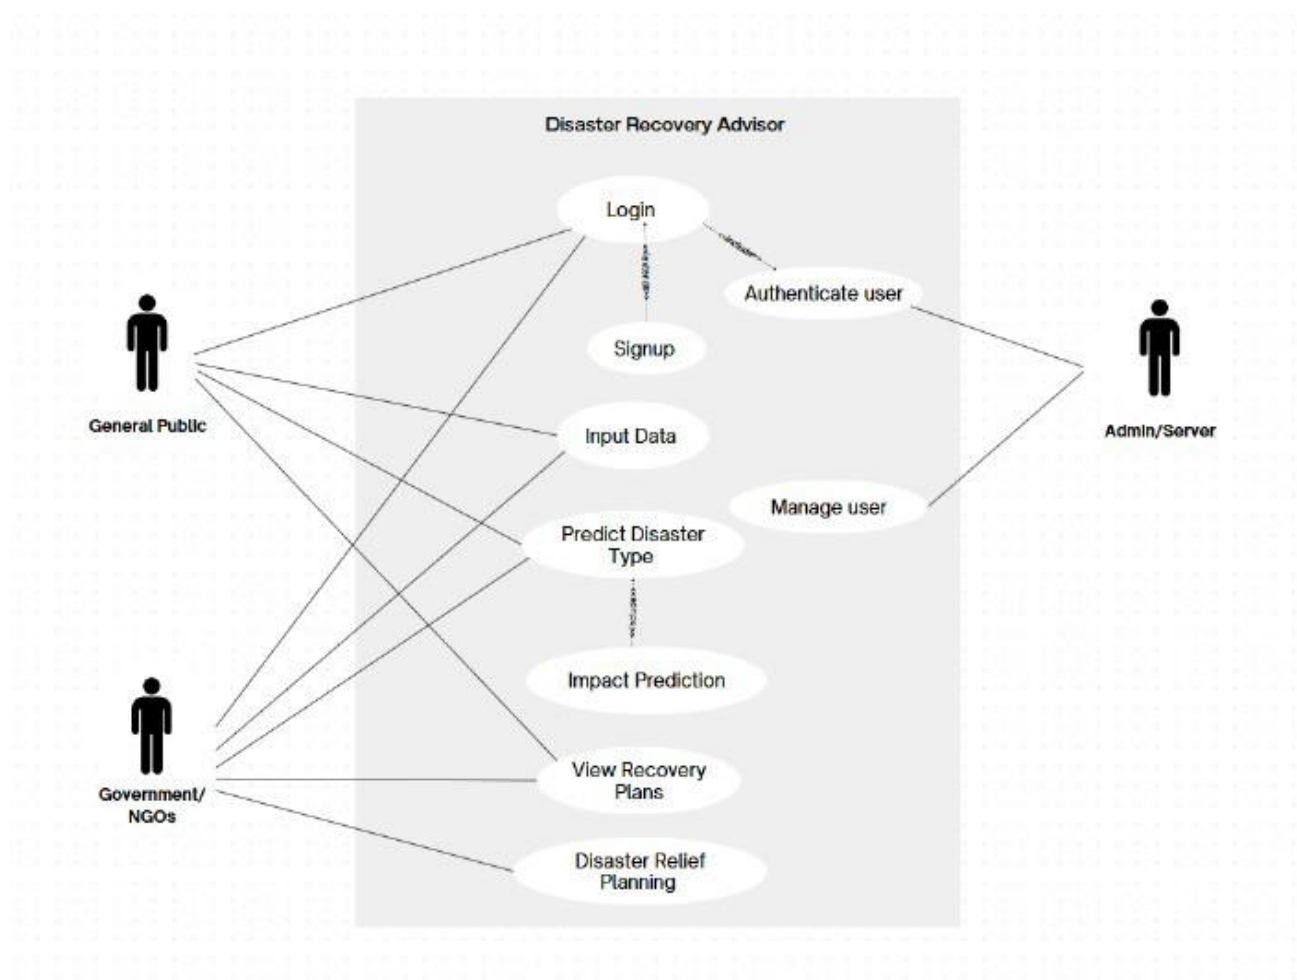 Disaster Recovery Advisor
Login
Authenticate user
Signup
General Public
Input Data
Admin/Server
Manage user
Predict Disaster
Type
Impact Prediction
View Recovery
Plans
Government/
NGOs
Disaster Relief
Planning